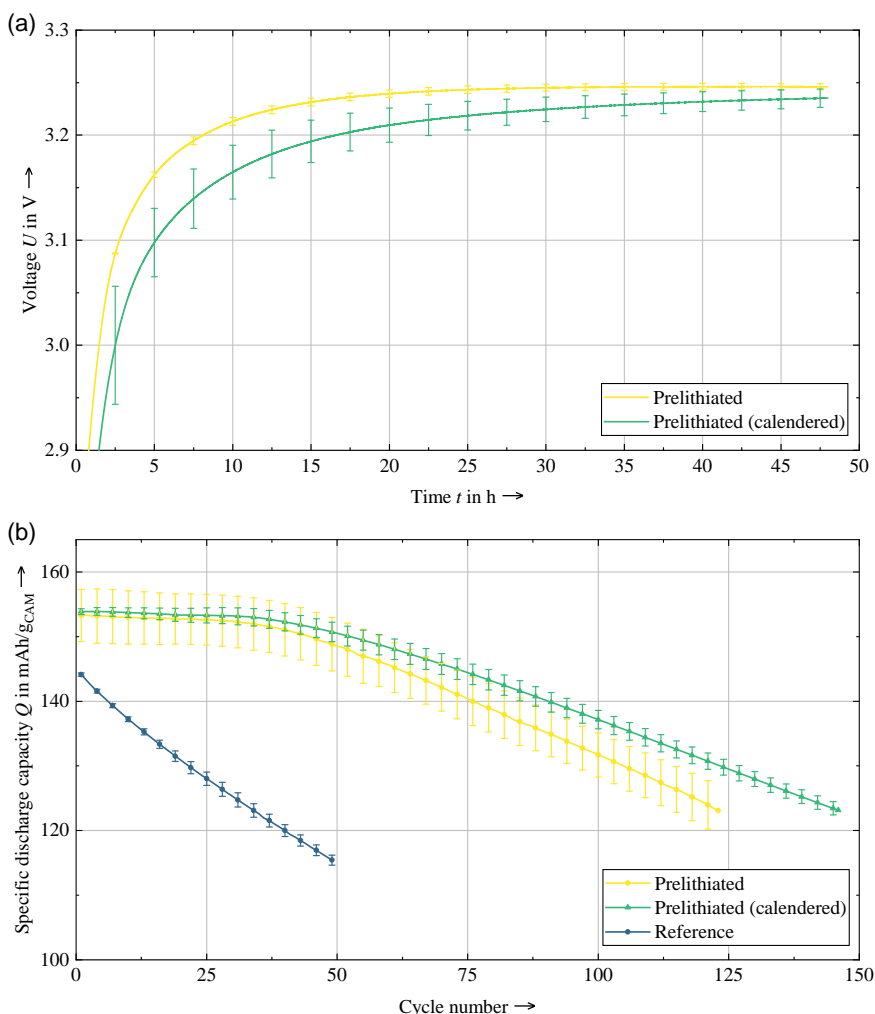 (a)
3.3
3.2
3.1
3.0
2.9
Voltage U in V →
0 5 10 15 20 25 30 35 40 45 50
Time t in h →
Prelithiated
Prelithiated (calendered)
(b)
160
140
120
100
Specific discharge capacity Q in mAh/g_CAM →
0 25 50 75 100 125 150
Cycle number →
Prelithiated
Prelithiated (calendered)
Reference